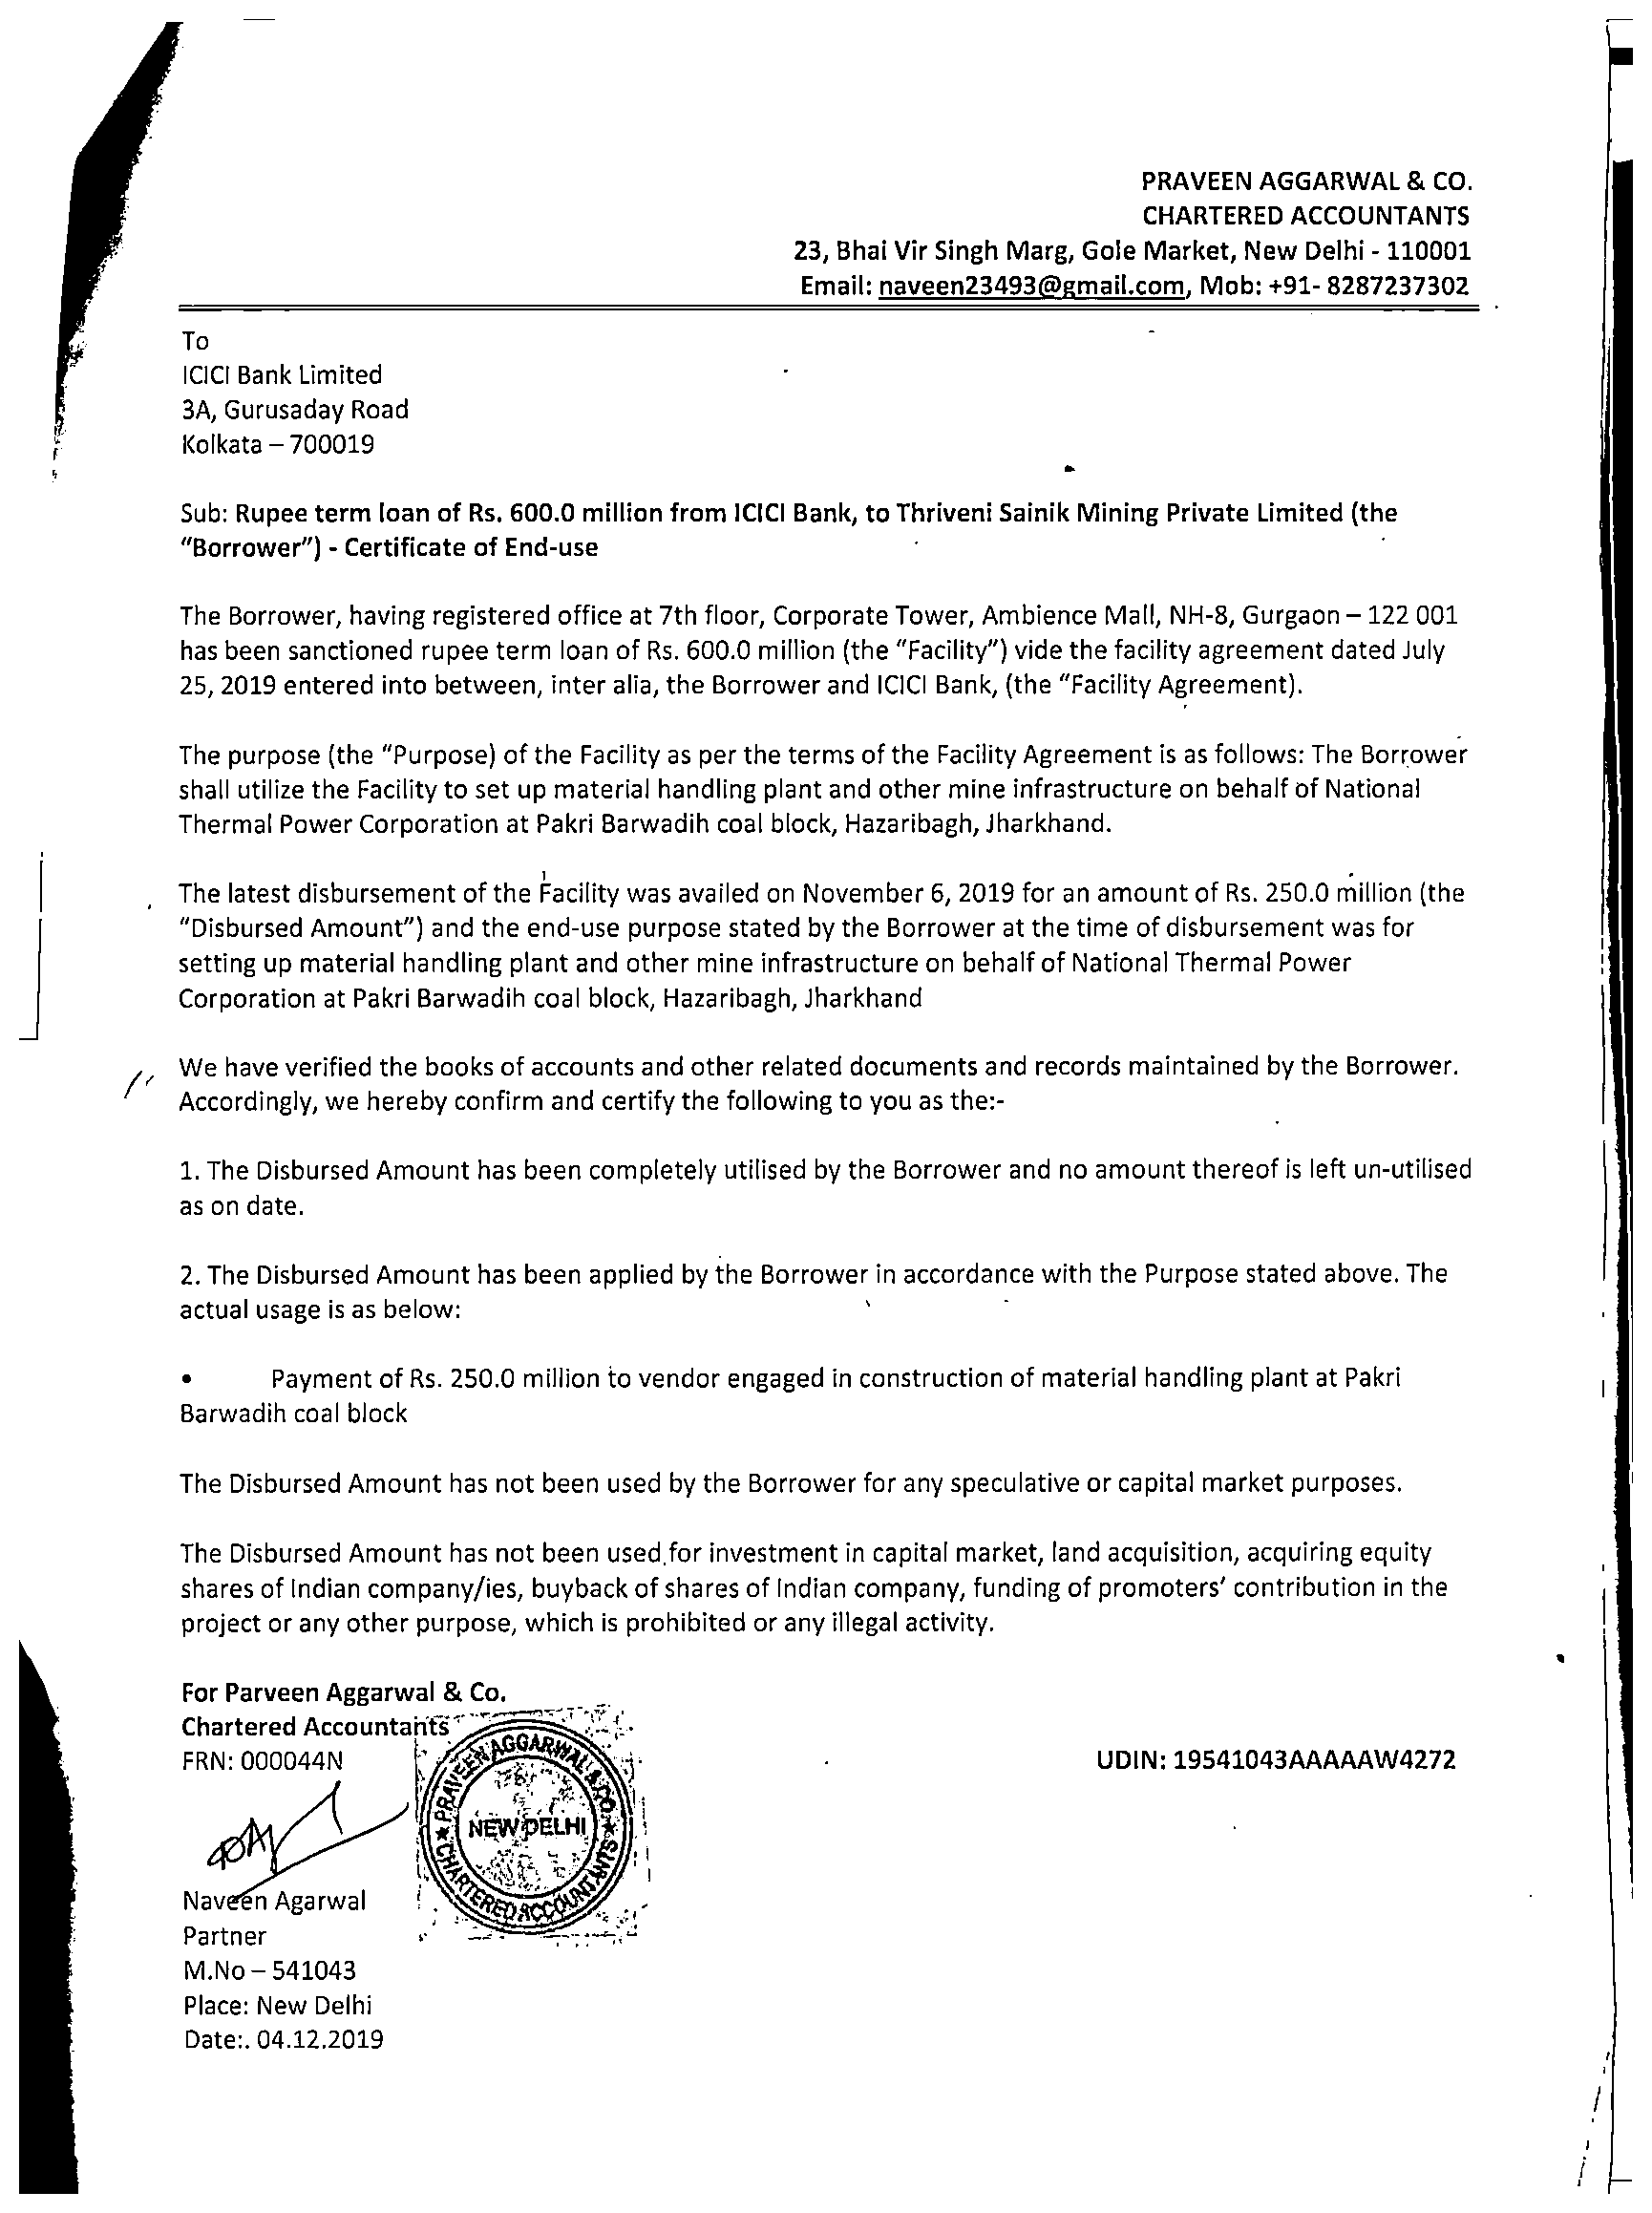 PRAVEEN AGGARWAL & CO.
CHARTERED ACCOUNTANTS
23, Bhai Vir Singh Marg, Gole Market, New Delhi - 110001
Email: naveen23493@gmail.com, Mob: +91- 8287237302
To
ICICI Bank Limited
3A, Gurusaday Road
Kolkata – 700019
Sub: Rupee term loan of Rs. 600.0 million from ICICI Bank, to Thriveni Sainik Mining Private Limited (the
“Borrower”) - Certificate of End-use
The Borrower, having registered office at 7th floor, Corporate Tower, Ambience Mall, NH-8, Gurgaon – 122 001
has been sanctioned rupee term loan of Rs. 600.0 million (the “Facility”) vide the facility agreement dated July
25, 2019 entered into between, inter alia, the Borrower and ICICI Bank, (the “Facility Agreement).
The purpose (the “Purpose) of the Facility as per the terms of the Facility Agreement is as follows: The Borrower
shall utilize the Facility to set up material handling plant and other mine infrastructure on behalf of National
Thermal Power Corporation at Pakri Barwadih coal block, Hazaribagh, Jharkhand.
The latest disbursement of the Facility was availed on November 6, 2019 for an amount of Rs. 250.0 million (the
“Disbursed Amount”) and the end-use purpose stated by the Borrower at the time of disbursement was for
setting up material handling plant and other mine infrastructure on behalf of National Thermal Power
Corporation at Pakri Barwadih coal block, Hazaribagh, Jharkhand
We have verified the books of accounts and other related documents and records maintained by the Borrower.
Accordingly, we hereby confirm and certify the following to you as the:-
1. The Disbursed Amount has been completely utilised by the Borrower and no amount thereof is left un-utilised
as on date.
2. The Disbursed Amount has been applied by the Borrower in accordance with the Purpose stated above. The
actual usage is as below:
• Payment of Rs. 250.0 million to vendor engaged in construction of material handling plant at Pakri
Barwadih coal block
The Disbursed Amount has not been used by the Borrower for any speculative or capital market purposes.
The Disbursed Amount has not been used for investment in capital market, land acquisition, acquiring equity
shares of Indian company/ies, buyback of shares of Indian company, funding of promoters’ contribution in the
project or any other purpose, which is prohibited or any illegal activity.
For Parveen Aggarwal & Co.
Chartered Accountants
FRN: 000044N
UDIN: 19541043AAAAAW4272
PRAVEEN AGGARWAL & CO.
NEW DELHI
CHARTERED ACCOUNTANTS
Naveen Agarwal
Partner
M.No – 541043
Place: New Delhi
Date:. 04.12.2019